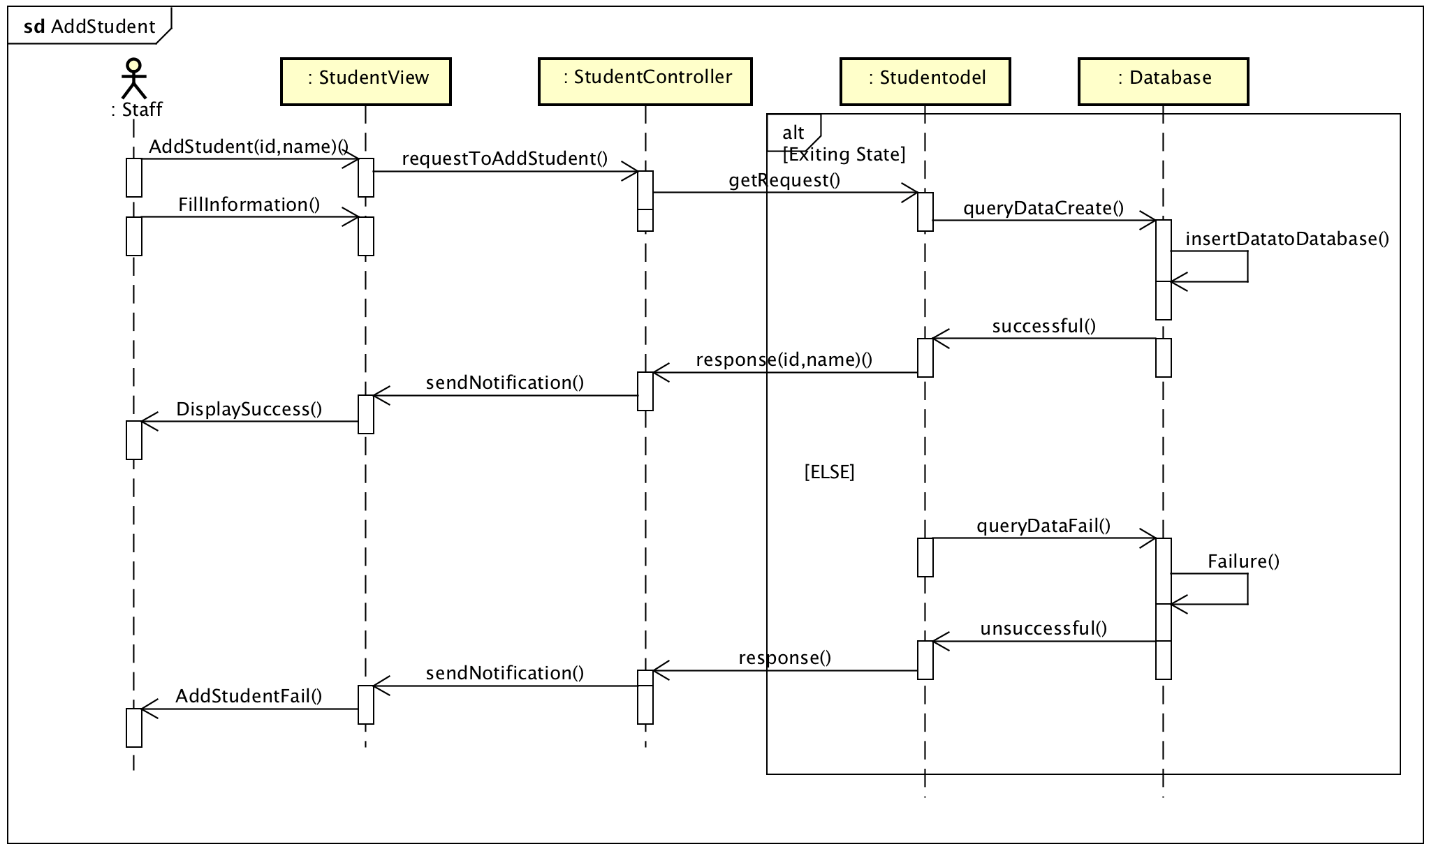 sd AddStudent
: Staff
: StudentView
: StudentController
: Studentodel
: Database
alt
[Exiting State]
AddStudent(id,name)()
requestToAddStudent()
getRequest()
FillInformation()
queryDataCreate()
insertDatatoDatabase()
successful()
response(id,name)()
sendNotification()
DisplaySuccess()
[ELSE]
queryDataFail()
Failure()
unsuccessful()
response()
sendNotification()
AddStudentFail()